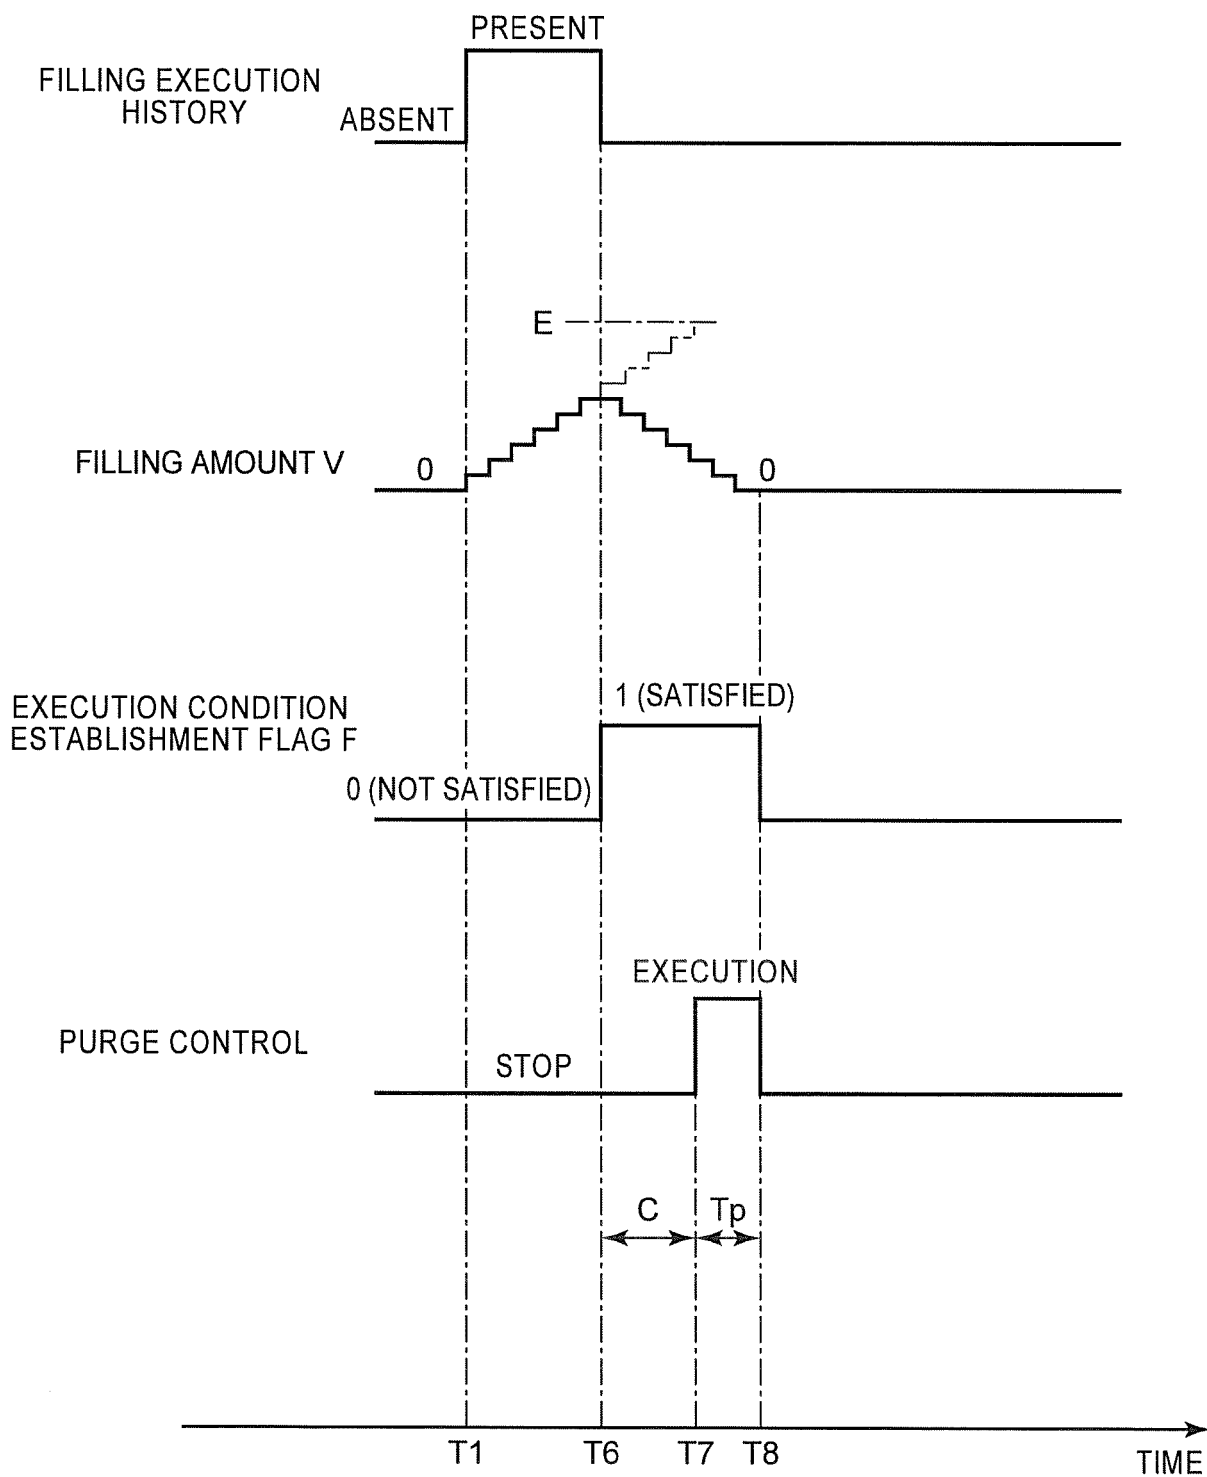 PRESENT
FILLING EXECUTION
HISTORY
ABSENT
E
FILLING AMOUNT V
0
0
1 (SATISFIED)
EXECUTION CONDITION
ESTABLISHMENT FLAG F
0 (NOT SATISFIED)
EXECUTION
PURGE CONTROL
STOP
C
Tp
T1
T6
T7
T8
TIME